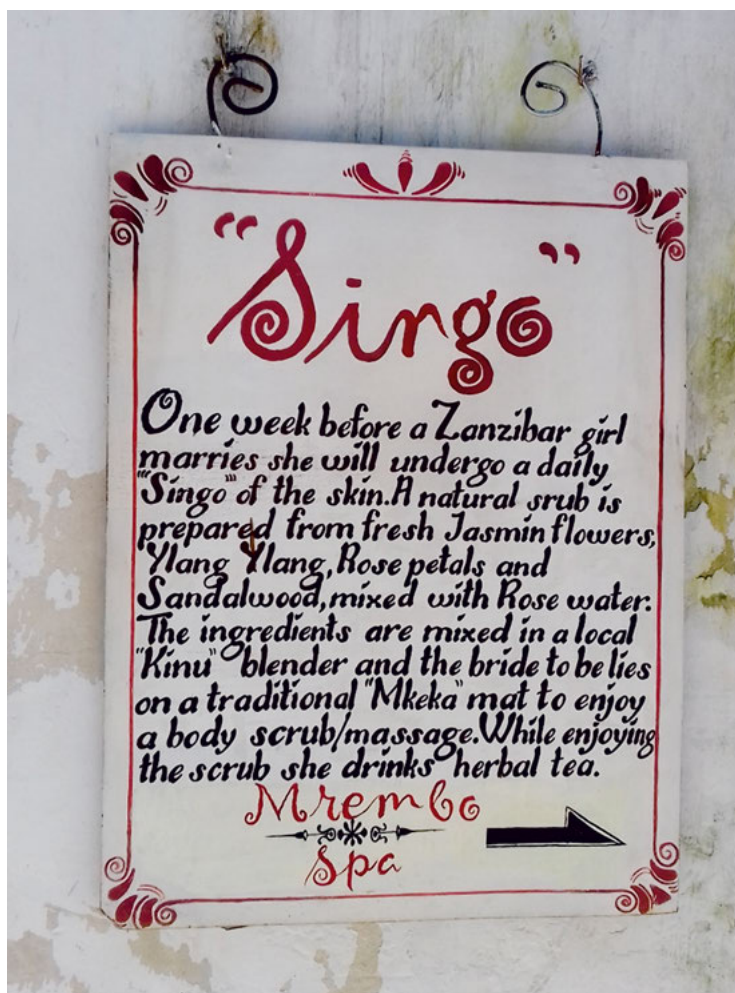 "Singo"
One week before a Zanzibar girl
marries she will undergo a daily
"Singo" of the skin. A natural srub is
prepared from fresh Jasmin flowers,
Ylang Ylang, Rose petals and
Sandalwood, mixed with Rose water.
The ingredients are mixed in a local
"Kinu" blender and the bride to be lies
on a traditional "Mkeka" mat to enjoy
a body scrub/massage. While enjoying
the scrub she drinks herbal tea.
Mrembo
Spa